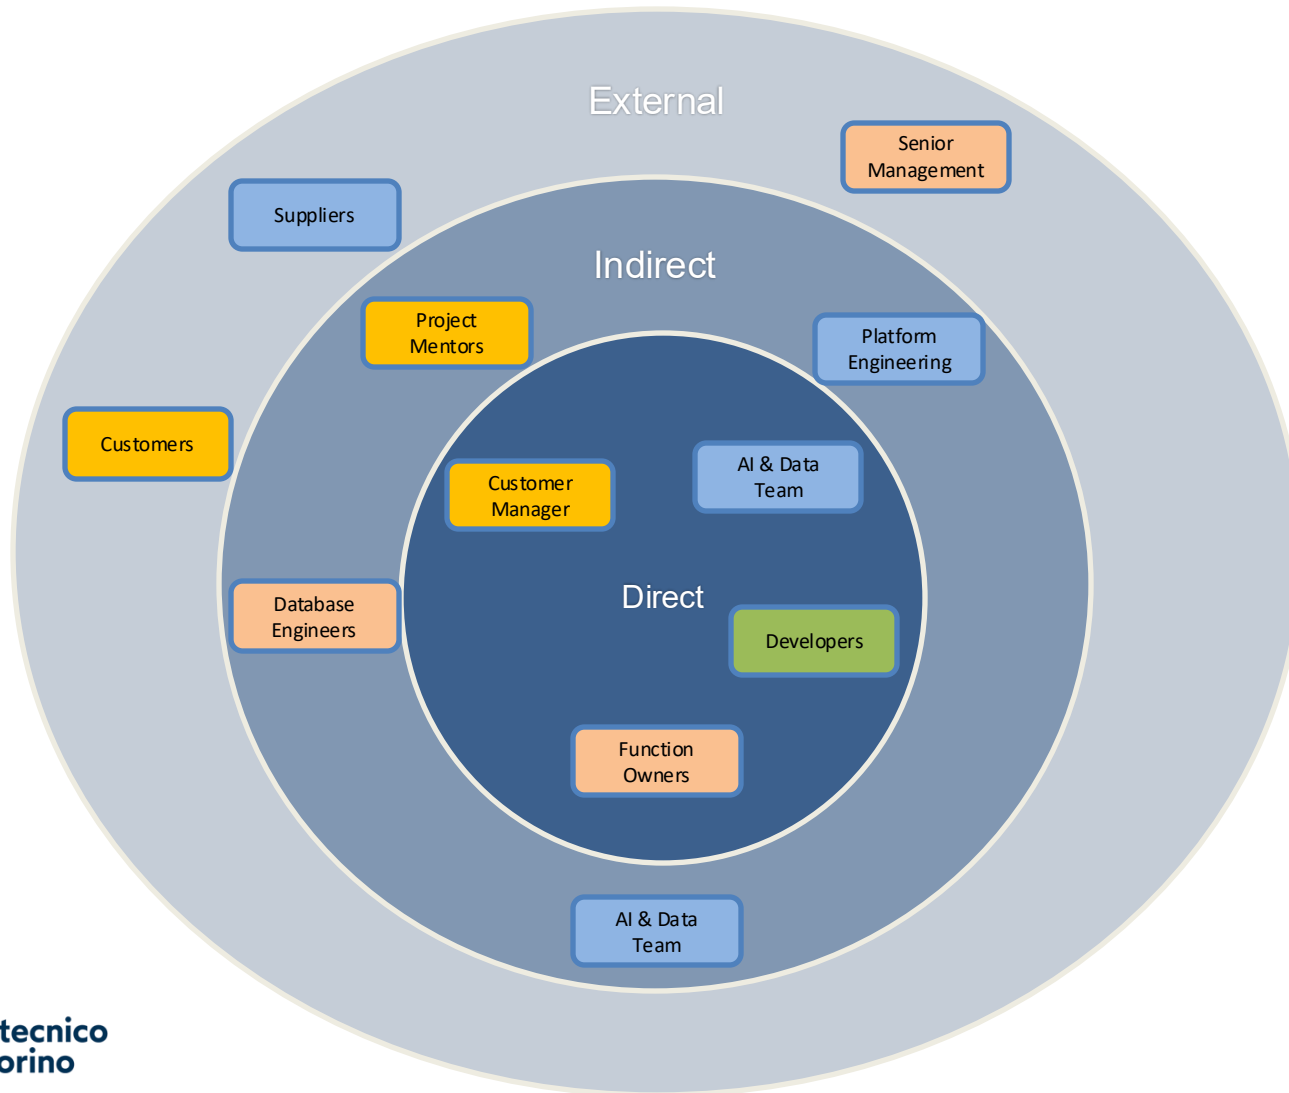 External
Senior
Management
Suppliers
Indirect
Project
Mentors
Platform
Engineering
Customers
Customer
Manager
AI & Data
Team
Direct
Database
Engineers
Developers
Function
Owners
AI & Data
Team
tecnico
orino